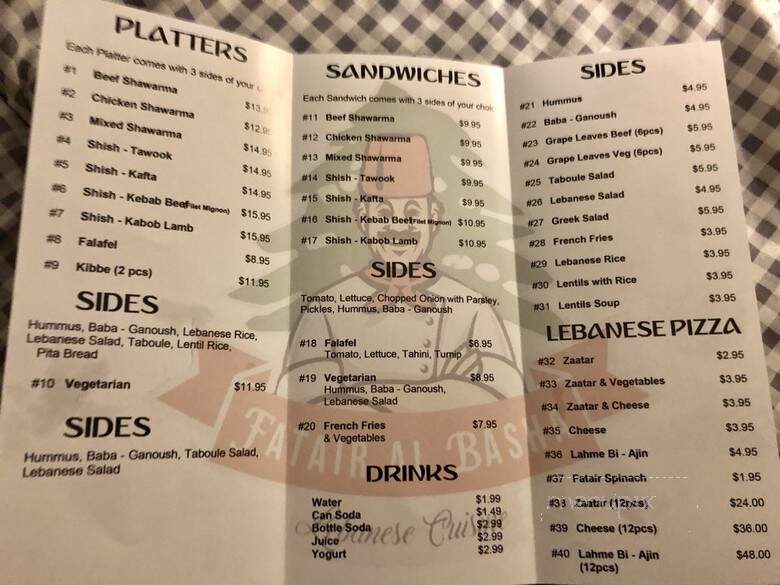 PLATTERS
Each Platter comes with 3 sides of your
#1 Beef Shawarma
#2 Chicken Shawarma
#3 Mixed Shawarma $14.95
#4 Shish - Tawook $14.95
#5 Shish - Kafta $14.95
#6 Shish - Kebab Beef(Filet Mignon) $15.95
#7 Shish - Kabob Lamb $15.95
#8 Falafel $8.95
#9 Kibbe (2 pcs) $11.95
SIDES
Hummus, Baba - Ganoush, Lebanese Rice,
Lebanese Salad, Taboule, Lentil Rice,
Pita Bread
#10 Vegetarian $11.95
SIDES
Hummus, Baba - Ganoush, Taboule Salad,
Lebanese Salad
SANDWICHES
Each Sandwich comes with 3 sides of your
#11 Beef Shawarma $9.95
#12 Chicken Shawarma $9.95
#13 Mixed Shawarma $9.95
#14 Shish - Tawook $9.95
#15 Shish - Kafta $9.95
#16 Shish - Kebab Beef(Filet Mignon) $10.95
#17 Shish - Kabob Lamb $10.95
SIDES
Tomato, Lettuce, Chopped Onion with Parsley,
Pickles, Hummus, Baba - Ganoush
#18 Falafel $6.95
Tomato, Lettuce, Tahini, Turnip
#19 Vegetarian $8.95
Hummus, Baba - Ganoush,
Lebanese Salad
#20 French Fries $7.95
& Vegetables
FATAIR AL BASHA
DRINKS
Water $1.99
Can Soda $1.49
Bottle Soda $2.99
Juice $2.99
Yogurt $2.99
Lebanese Cuisine
SIDES
#21 Hummus $4.95
#22 Baba - Ganoush $4.95
#23 Grape Leaves Beef (6pcs) $5.95
#24 Grape Leaves Veg (6pcs) $5.95
#25 Taboule Salad $5.95
#26 Lebanese Salad $4.95
#27 Greek Salad $5.95
#28 French Fries $3.95
#29 Lebanese Rice $3.95
#30 Lentils with Rice $3.95
#31 Lentils Soup $3.95
LEBANESE PIZZA
#32 Zaatar $2.95
#33 Zaatar & Vegetables $3.95
#34 Zaatar & Cheese $3.95
#35 Cheese $3.95
#36 Lahme Bi - Ajin $4.95
#37 Fatair Spinach $1.95
#38 Zaatar (12pcs) $24.00
#39 Cheese (12pcs) $36.00
#40 Lahme Bi - Ajin $48.00
(12pcs)